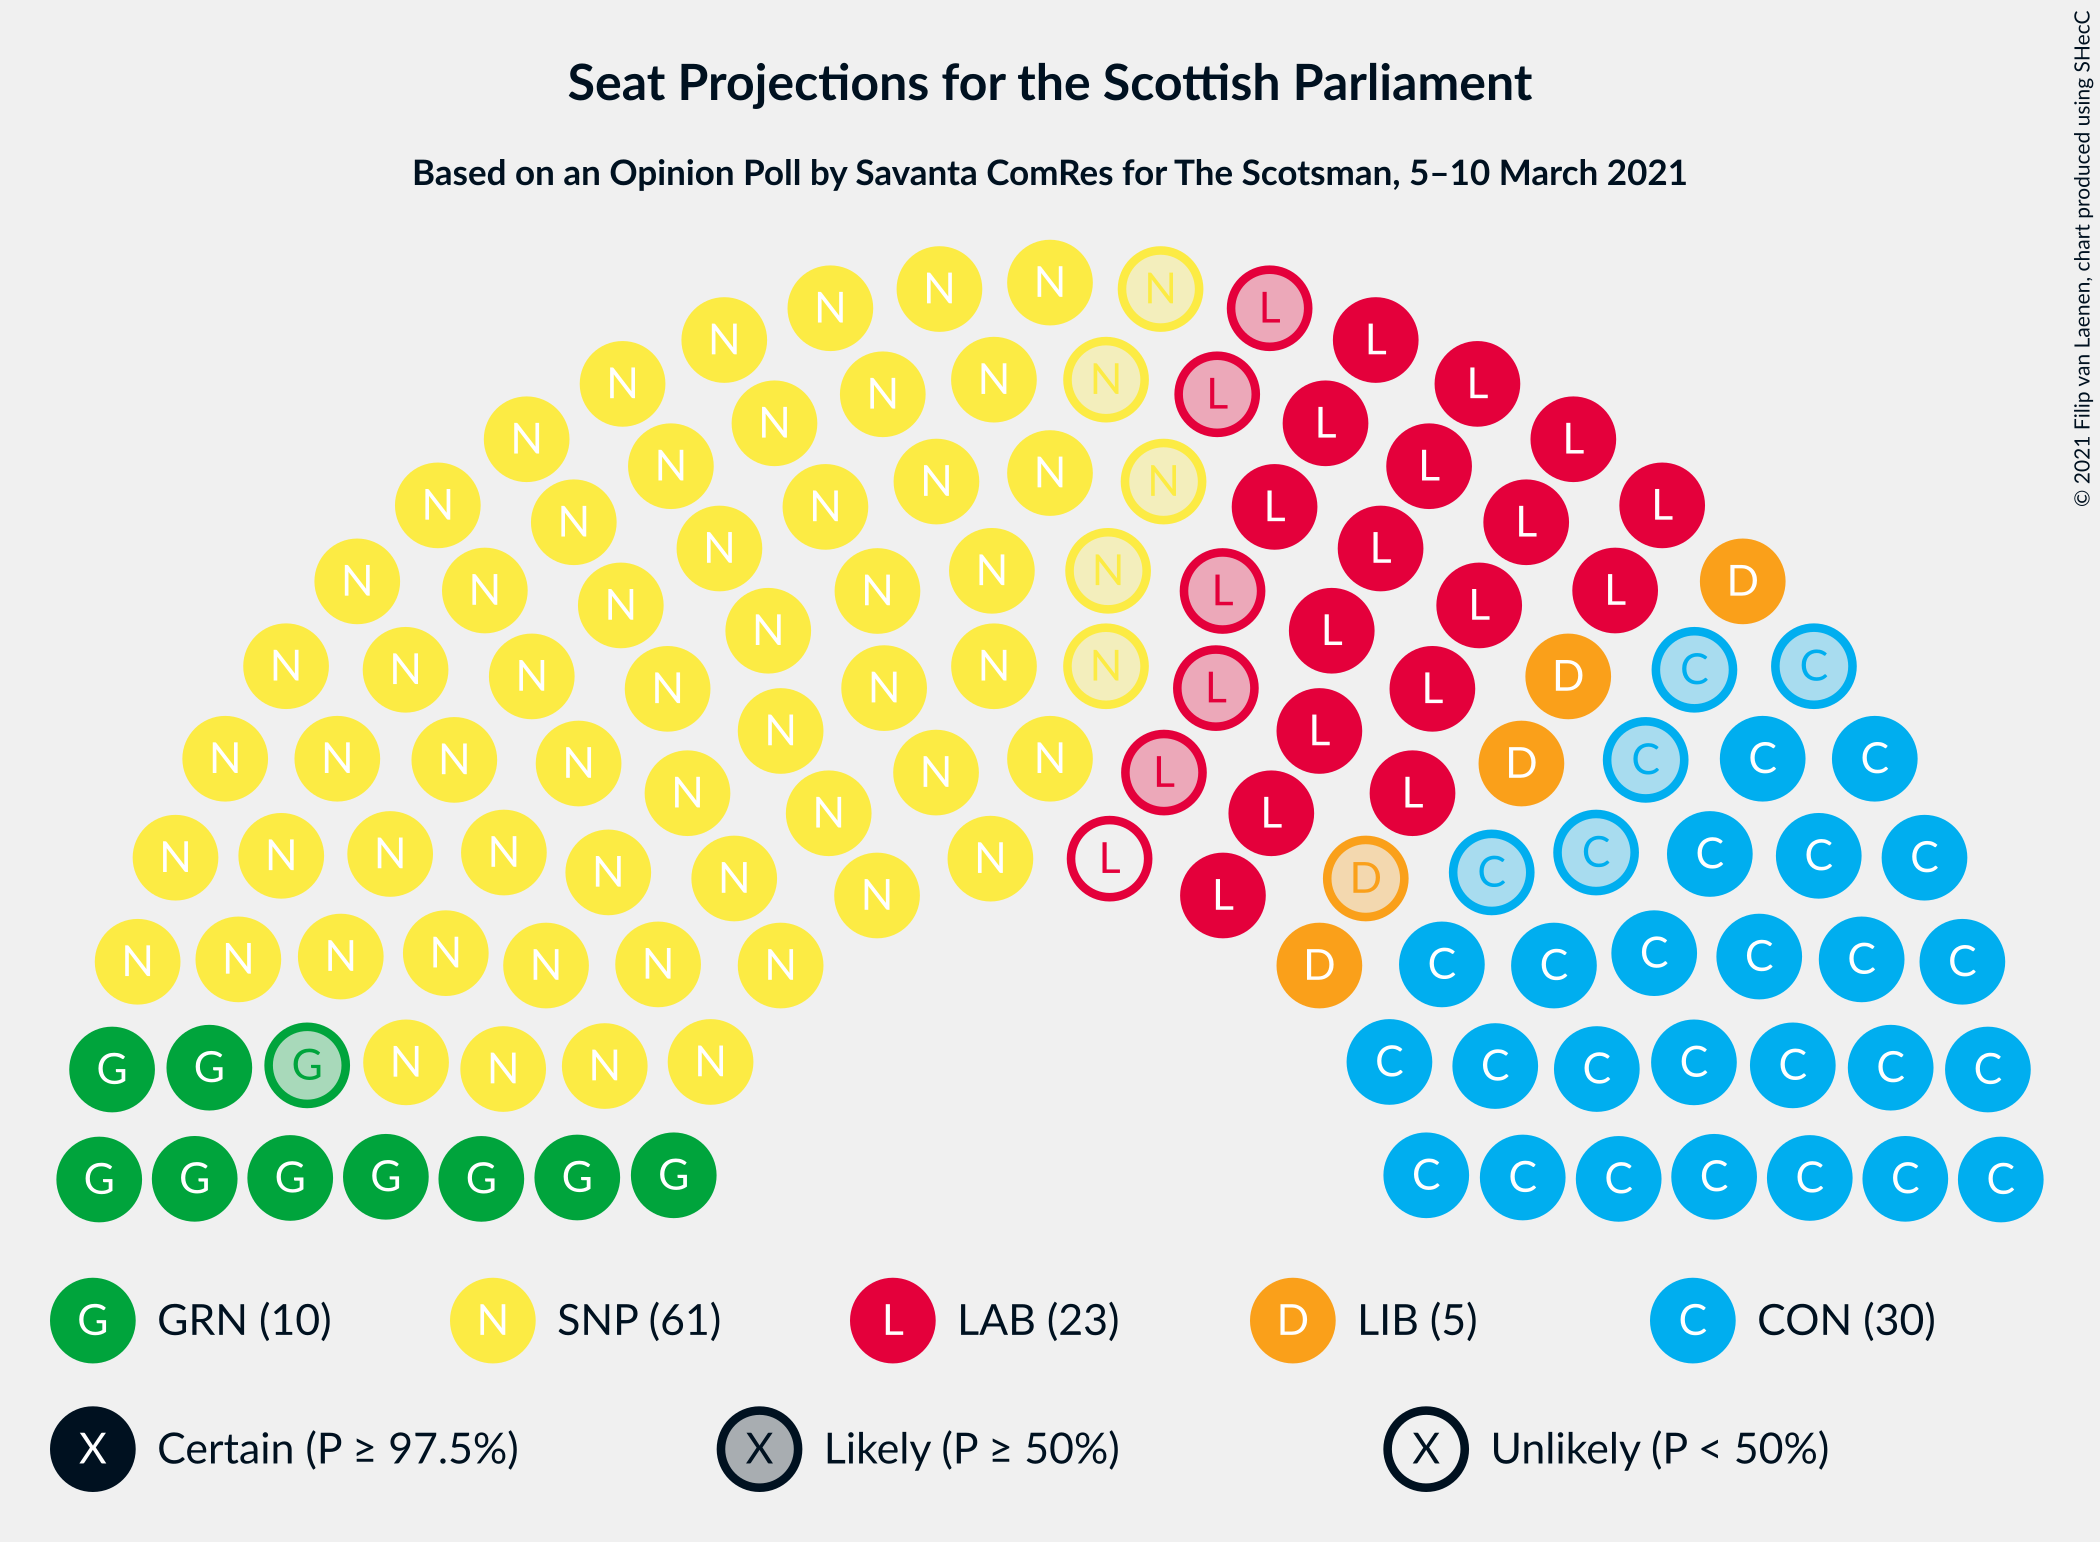 Seat Projections for the Scottish Parliament
Based on an Opinion Poll by Savanta ComRes for The Scotsman, 5–10 March 2021
© 2021 Filip van Laenen, chart produced using SHecC
N N N L L
N N N N L L
N N N N L L
N N N L L
N N N L L
N N N L L
N N N L L
N N N L D
N N N L L
N N N L L
N N N N L L D C C
N N N N N N L L L
N N N N N N L L D C C C
N N N N N N N L L L L C C
N N N N N N N N L L D C C C C
N N N N N N N D C C C C C C
G G G N N N N C C C C C C C
G G G G G G G C C C C C C C
G GRN (10) N SNP (61) L LAB (23) D LIB (5) C CON (30)
X Certain (P ≥ 97.5%) X Likely (P ≥ 50%) X Unlikely (P < 50%)